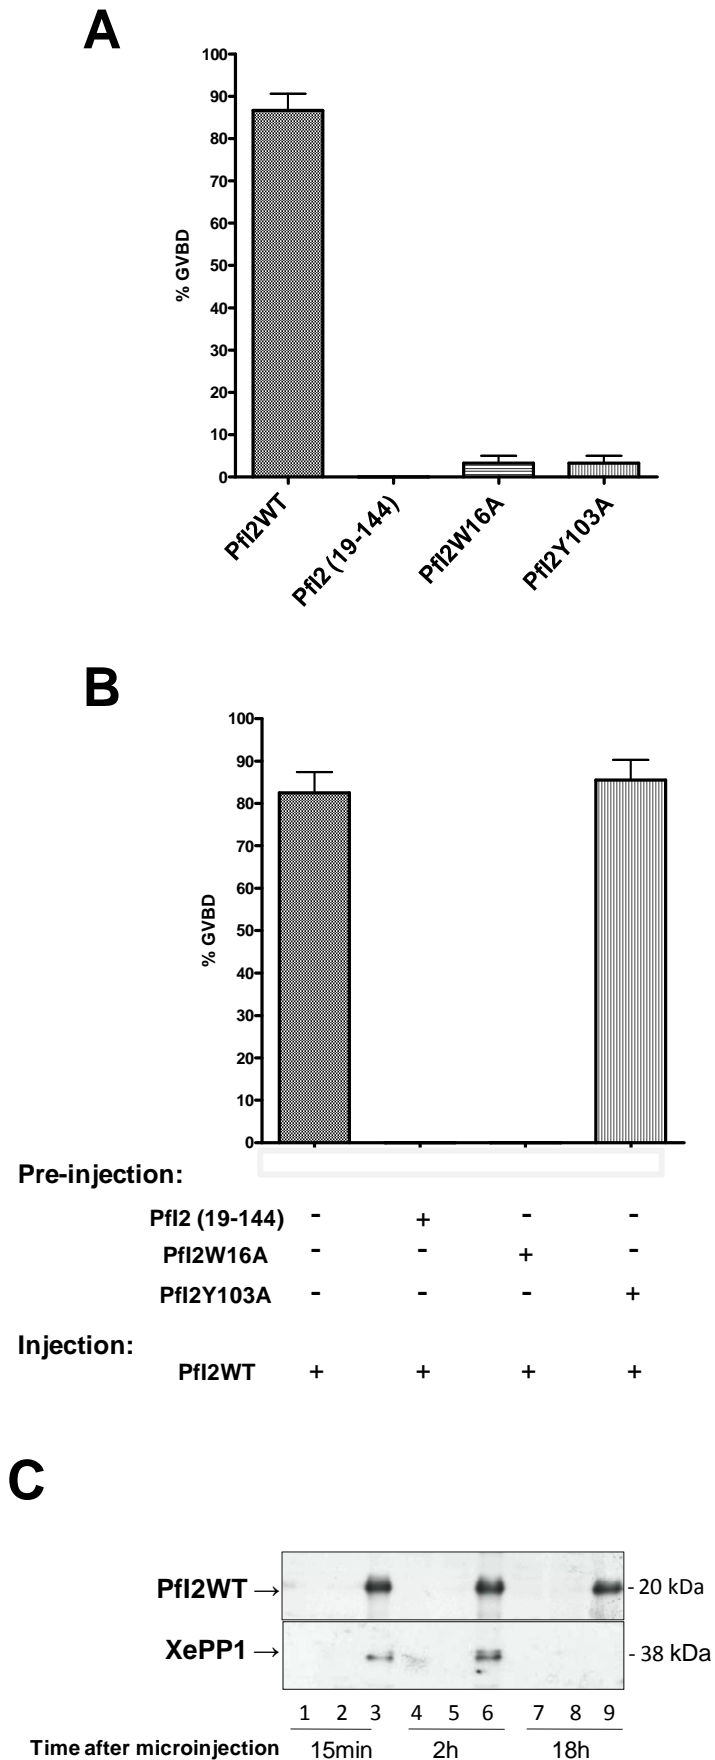 A
100
90
80
70
60
50
40
30
20
10
0
% GVBD
PfI2WT
PfI2 (19-144)
PfI2W16A
PfI2Y103A
B
100
90
80
70
60
50
40
30
20
10
0
% GVBD
Pre-injection:
PfI2 (19-144) - + - -
PfI2W16A - - + -
PfI2Y103A - - - +
Injection:
PfI2WT + + + +
C
PfI2WT → - 20 kDa
XePP1 → - 38 kDa
1 2 3 4 5 6 7 8 9
Time after microinjection 15min 2h 18h